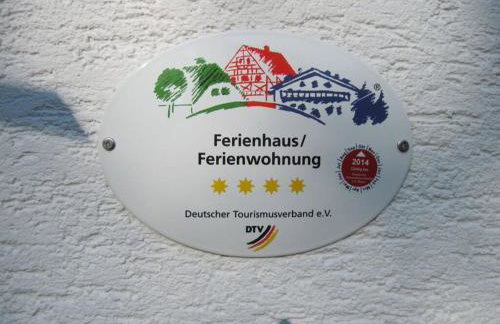 ®
Ferienhaus/
Ferienwohnung
2014
Deutscher Tourismusverband e.V.
DTV